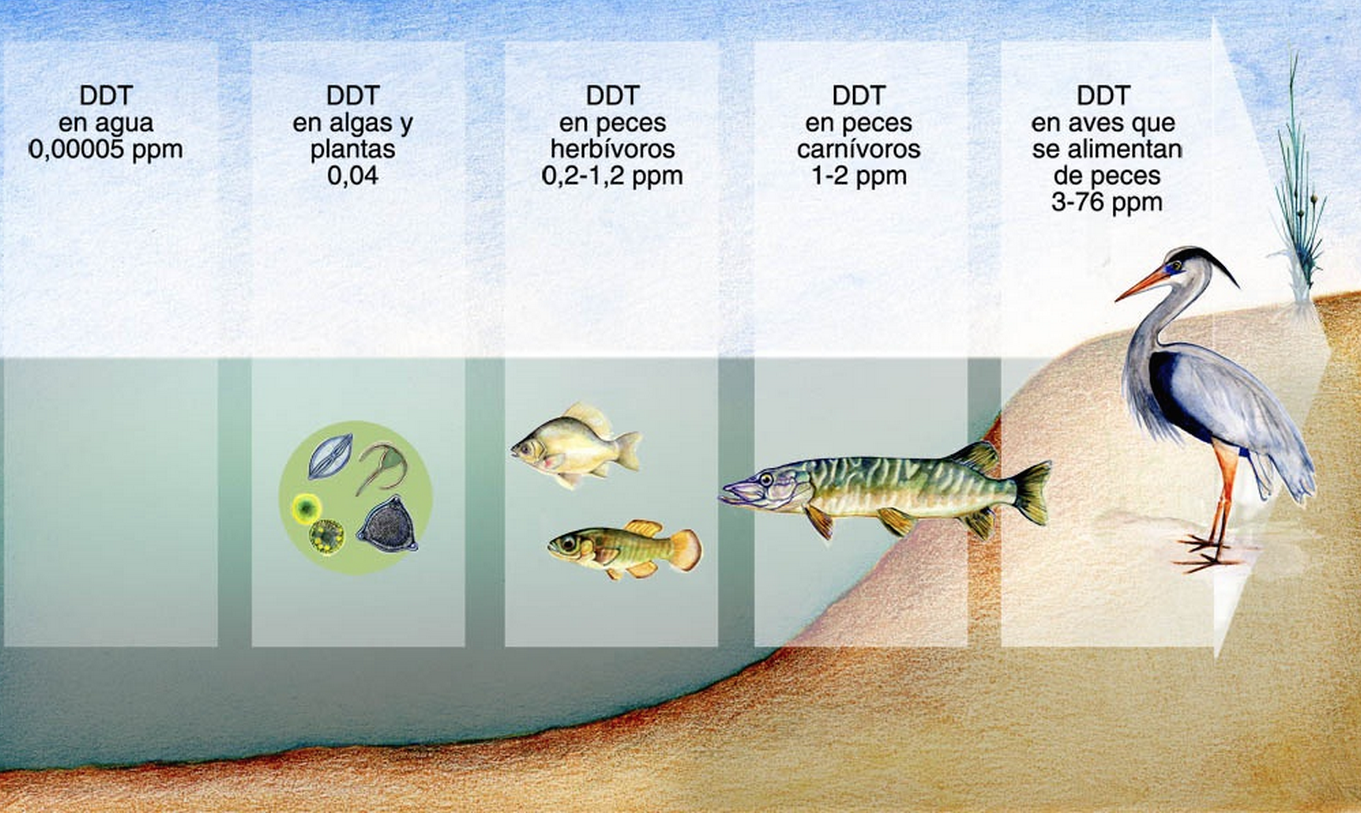 DDT
en agua
0,00005 ppm
DDT
en algas y
plantas
0,04
DDT
en peces
herbívoros
0,2-1,2 ppm
DDT
en peces
carnívoros
1-2 ppm
DDT
en aves que
se alimentan
de peces
3-76 ppm